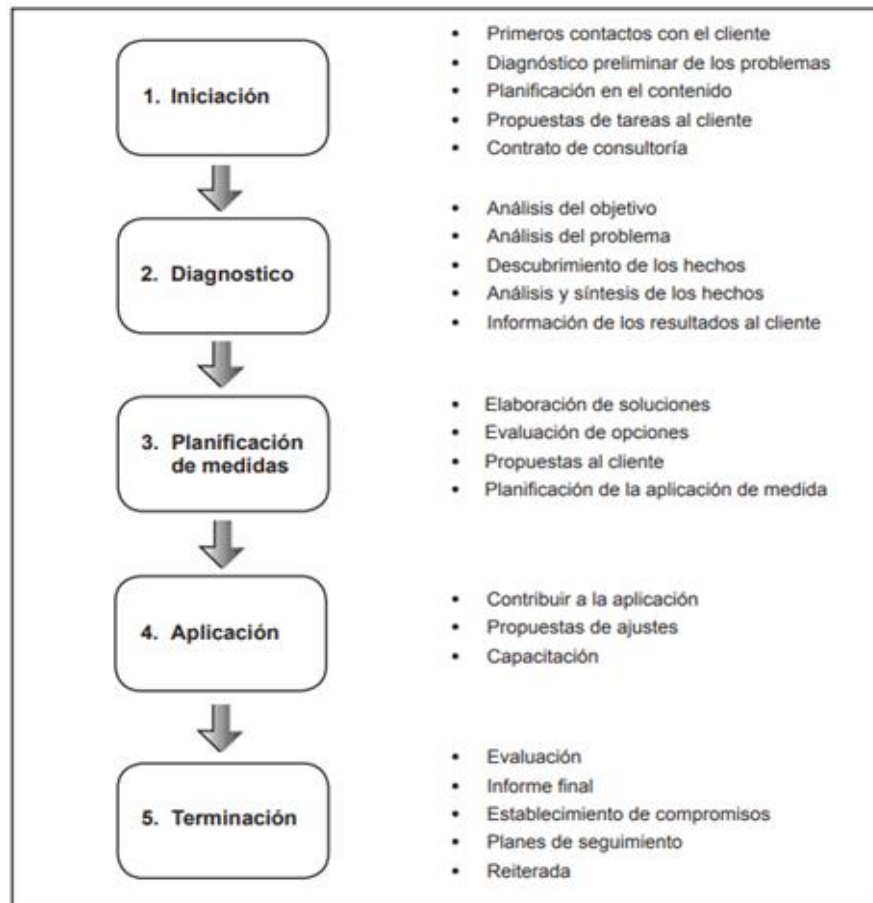 1. Iniciación
• Primeros contactos con el cliente
• Diagnóstico preliminar de los problemas
• Planificación en el contenido
• Propuestas de tareas al cliente
• Contrato de consultoría
2. Diagnostico
• Análisis del objetivo
• Análisis del problema
• Descubrimiento de los hechos
• Análisis y síntesis de los hechos
• Información de los resultados al cliente
3. Planificación
de medidas
• Elaboración de soluciones
• Evaluación de opciones
• Propuestas al cliente
• Planificación de la aplicación de medida
4. Aplicación
• Contribuir a la aplicación
• Propuestas de ajustes
• Capacitación
5. Terminación
• Evaluación
• Informe final
• Establecimiento de compromisos
• Planes de seguimiento
• Reiterada